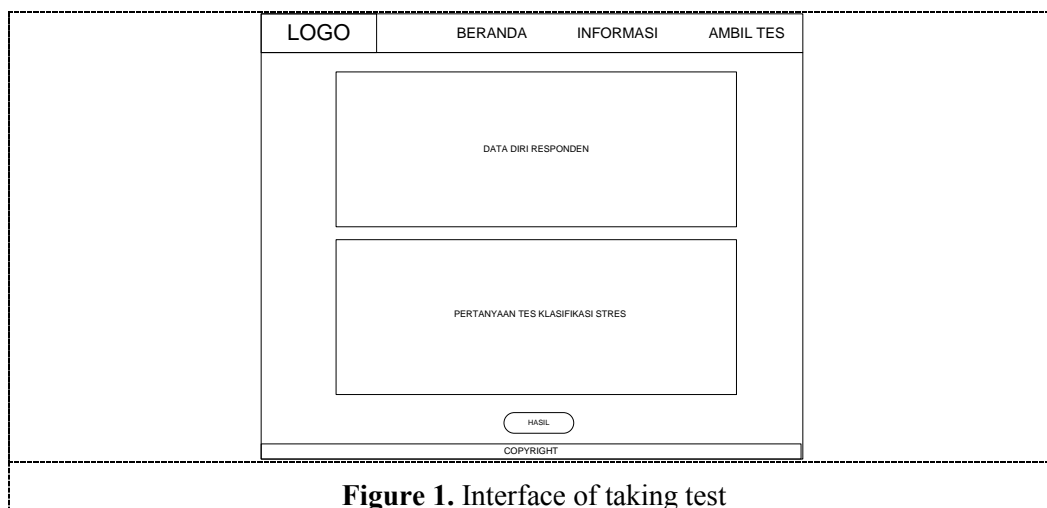 LOGO BERANDA INFORMASI AMBIL TES
DATA DIRI RESPONDEN
PERTANYAAN TES KLASIFIKASI STRES
HASIL
COPYRIGHT
Figure 1. Interface of taking test